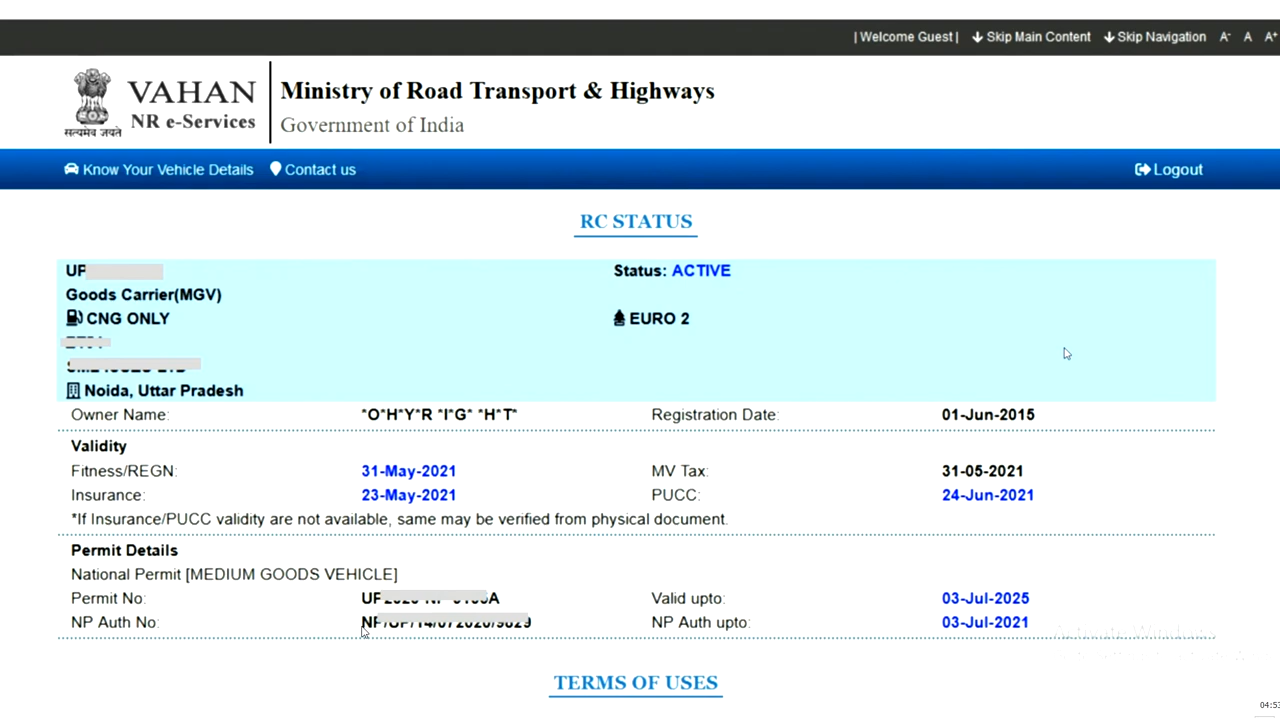 | Welcome Guest | Skip Main Content Skip Navigation A- A A+
VAHAN
NR e-Services
सत्यमेव जयते
Ministry of Road Transport & Highways
Government of India
Know Your Vehicle Details Contact us Logout
RC STATUS
UP Status: ACTIVE
Goods Carrier(MGV)
CNG ONLY EURO 2
Noida, Uttar Pradesh
Owner Name: *O*H*Y*R *I*G* *H*T* Registration Date: 01-Jun-2015
Validity
Fitness/REGN: 31-May-2021 MV Tax: 31-05-2021
Insurance: 23-May-2021 PUCC: 24-Jun-2021
*If Insurance/PUCC validity are not available, same may be verified from physical document.
Permit Details
National Permit [MEDIUM GOODS VEHICLE]
Permit No: Valid upto: 03-Jul-2025
NP Auth No: NP Auth upto: 03-Jul-2021
TERMS OF USES